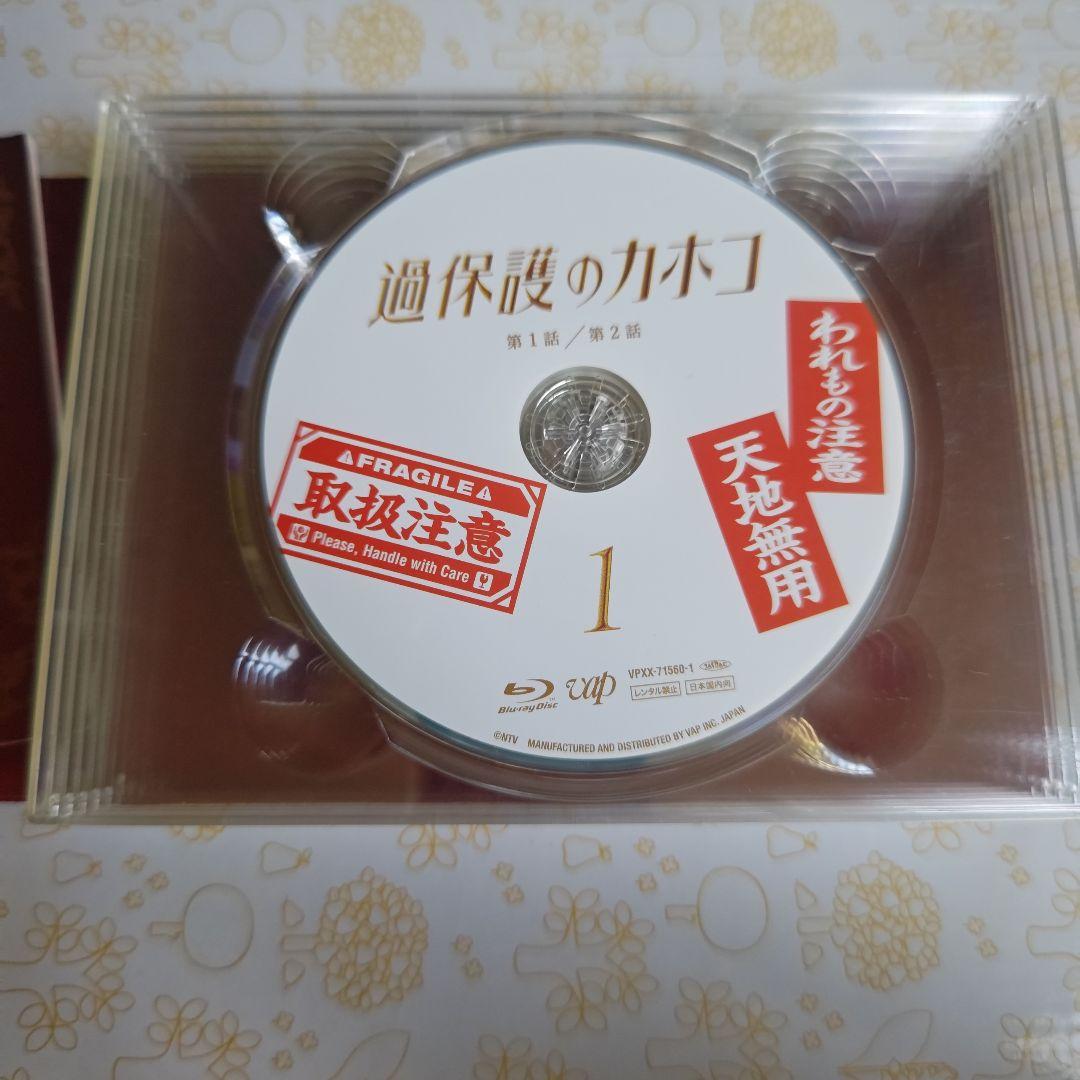 過保護のカホコ
第1話／第2話
われもの注意
天地無用
⚠FRAGILE⚠
取扱注意
Please, Handle with Care
1
Blu-ray Disc™
vap
VPXX-71560-1
レンタル禁止
日本国内向
©NTV MANUFACTURED AND DISTRIBUTED BY VAP INC. JAPAN